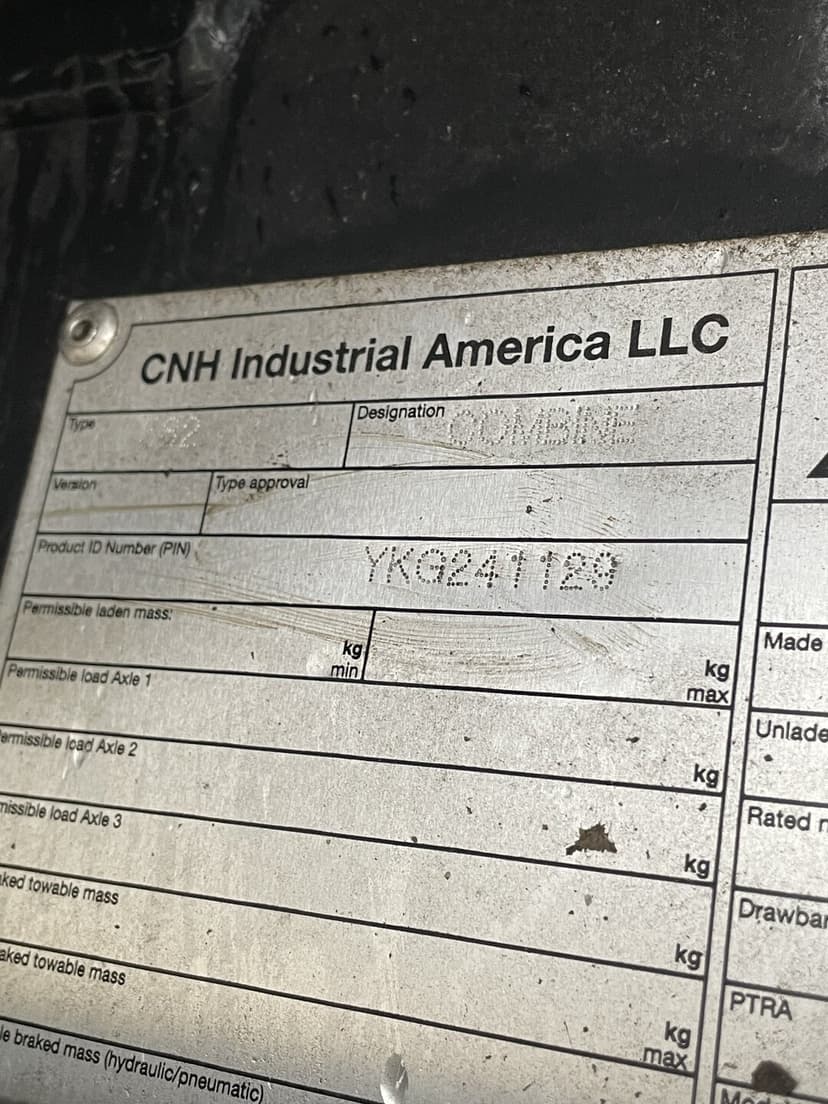 CNH Industrial America LLC
Type 92 Designation COMBINE
Version Type approval
Product ID Number (PIN) YKG241129
Permissible laden mass:
kg min kg max
Made
Permissible load Axle 1
kg
Unlade
ermissible load Axle 2
kg
Rated
missible load Axle 3
kg
Drawbar
ked towable mass
kg max
PTRA
aked towable mass
le braked mass (hydraulic/pneumatic)